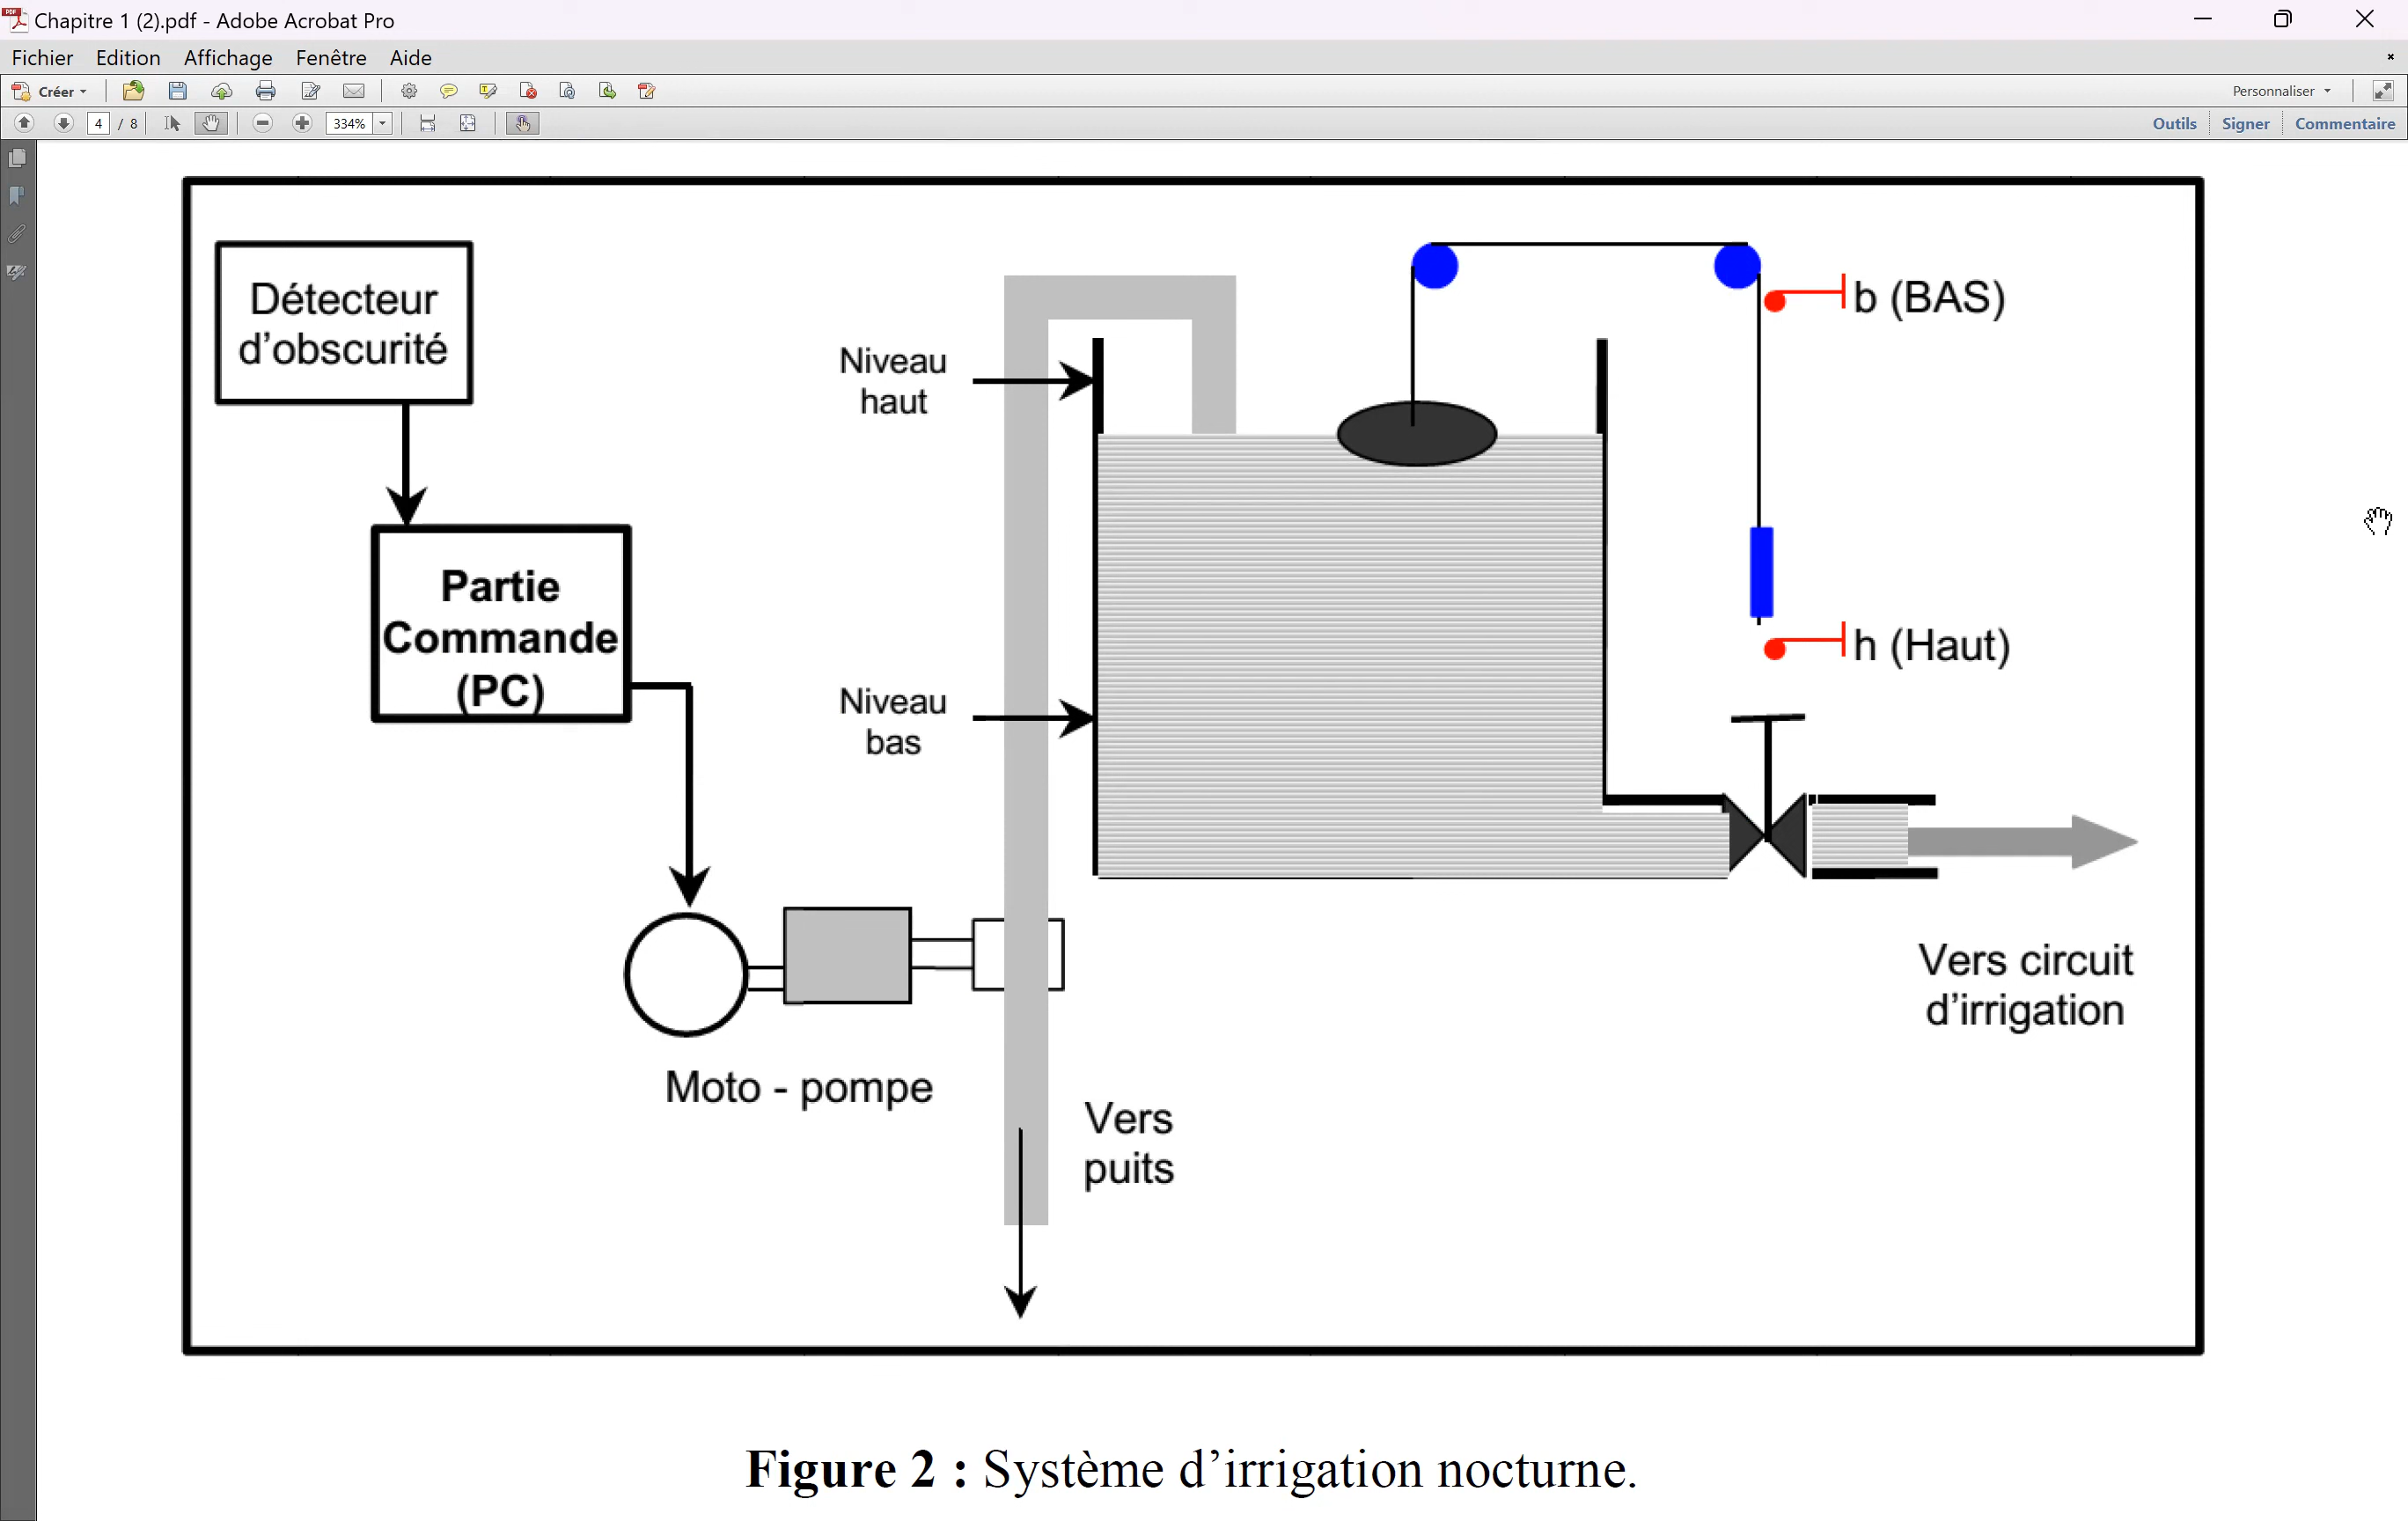 Chapitre 1 (2).pdf - Adobe Acrobat Pro
Fichier Edition Affichage Fenêtre Aide
Créer
Personnaliser
4 / 8
334%
Outils Signer Commentaire
Détecteur
d'obscurité
Partie
Commande
(PC)
Niveau
haut
Niveau
bas
b (BAS)
h (Haut)
Moto - pompe
Vers
puits
Vers circuit
d'irrigation
Figure 2 : Système d'irrigation nocturne.